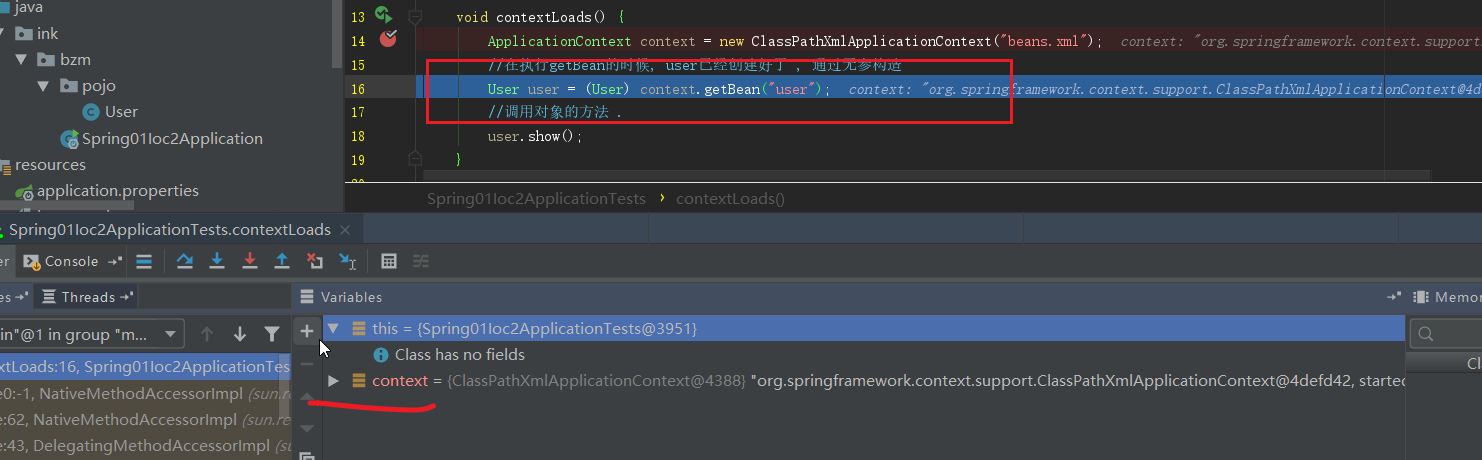 java
ink
bzm
pojo
User
Spring01Ioc2Application
resources
application.properties
13 void contextLoads() {
14 ApplicationContext context = new ClassPathXmlApplicationContext("beans.xml"); context: "org.springframework.context.support.
15 //在执行getBean的时候, user已经创建好了 , 通过无参构造
16 User user = (User) context.getBean("user"); context: "org.springframework.context.support.ClassPathXmlApplicationContext@4d
17 //调用对象的方法 .
18 user.show();
19 }
Spring01Ioc2ApplicationTests › contextLoads()
Spring01Ioc2ApplicationTests.contextLoads ×
er Console
es Threads
Variables
Memor
in"@1 in group "m...
this = {Spring01Ioc2ApplicationTests@3951}
Class has no fields
context = {ClassPathXmlApplicationContext@4388} "org.springframework.context.support.ClassPathXmlApplicationContext@4defd42, started
Cl
xtLoads:16, Spring01Ioc2ApplicationTes
e0:-1, NativeMethodAccessorImpl (sun.re
e:62, NativeMethodAccessorImpl (sun.re
e:43, DelegatingMethodAccessorImpl (su